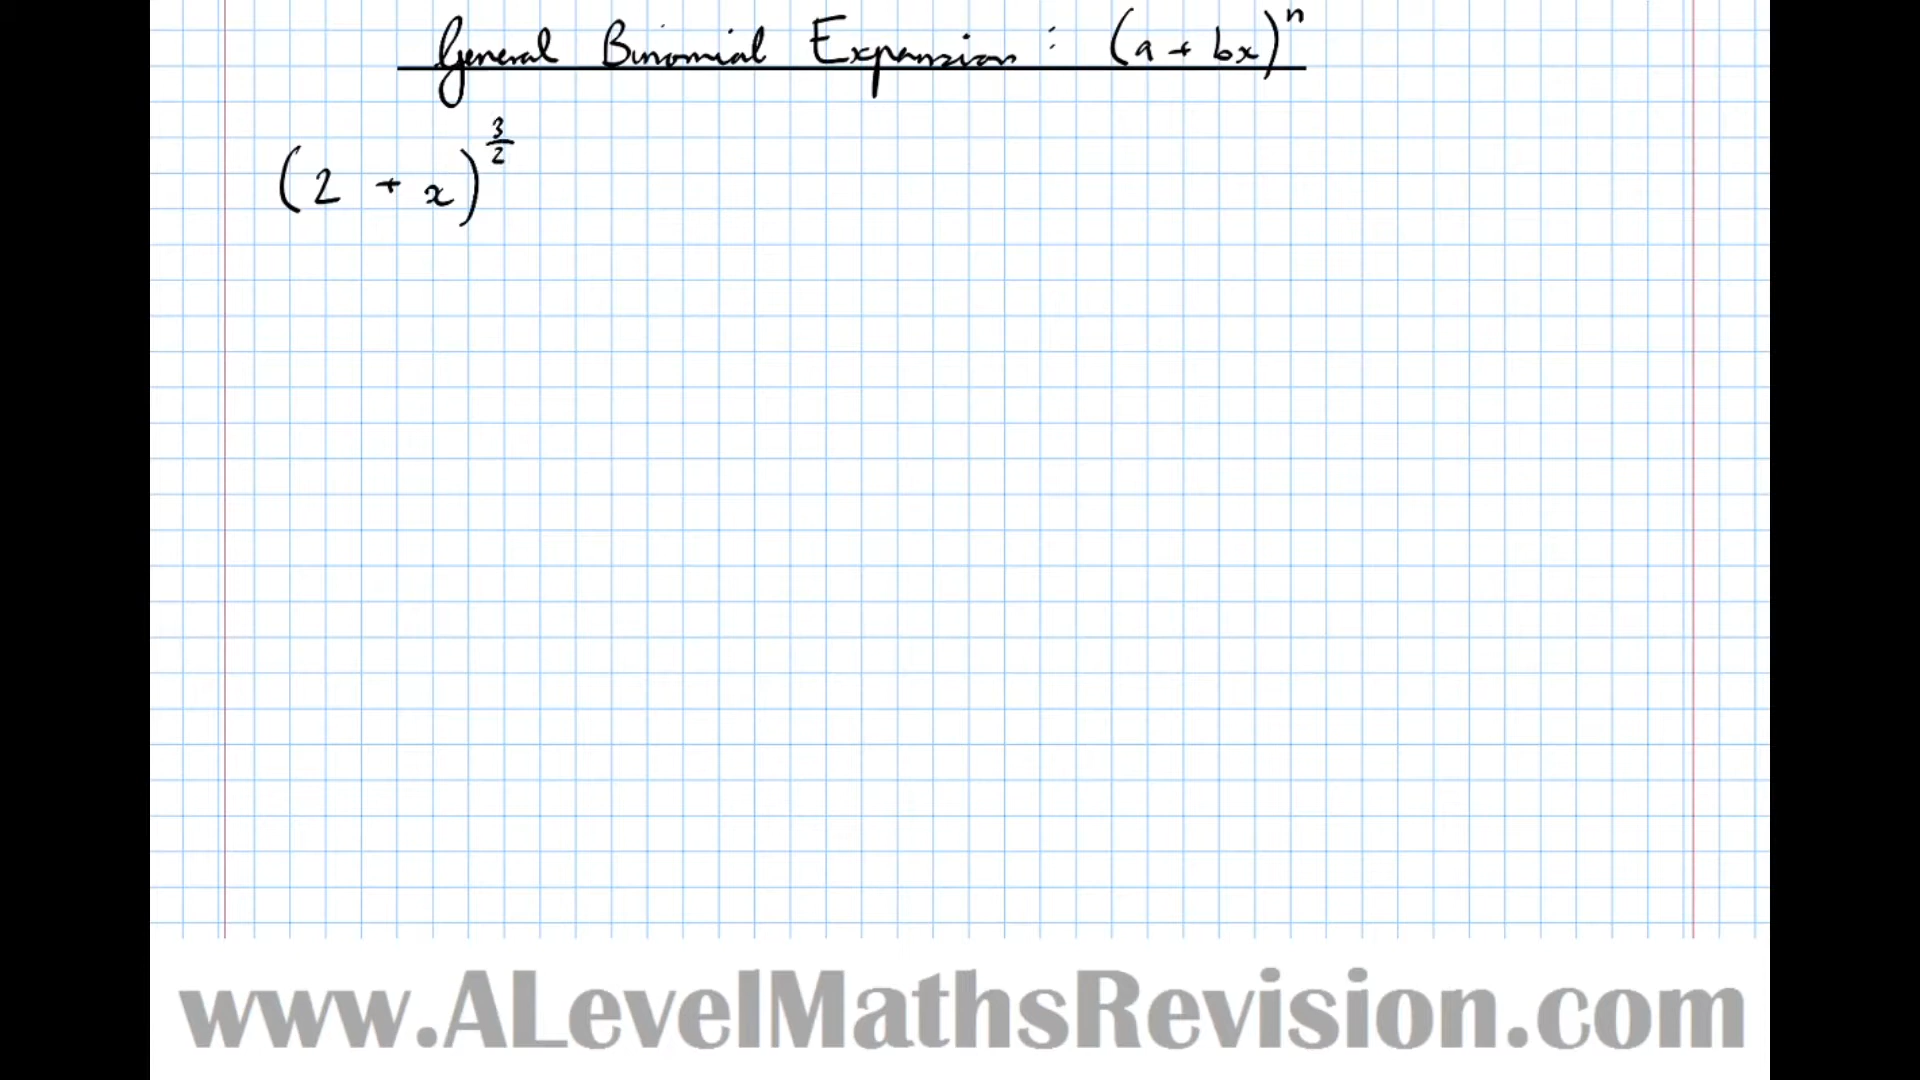 General Binomial Expansion : (a + bx)^n
(2 + x)^{3/2}
www.ALevelMathsRevision.com